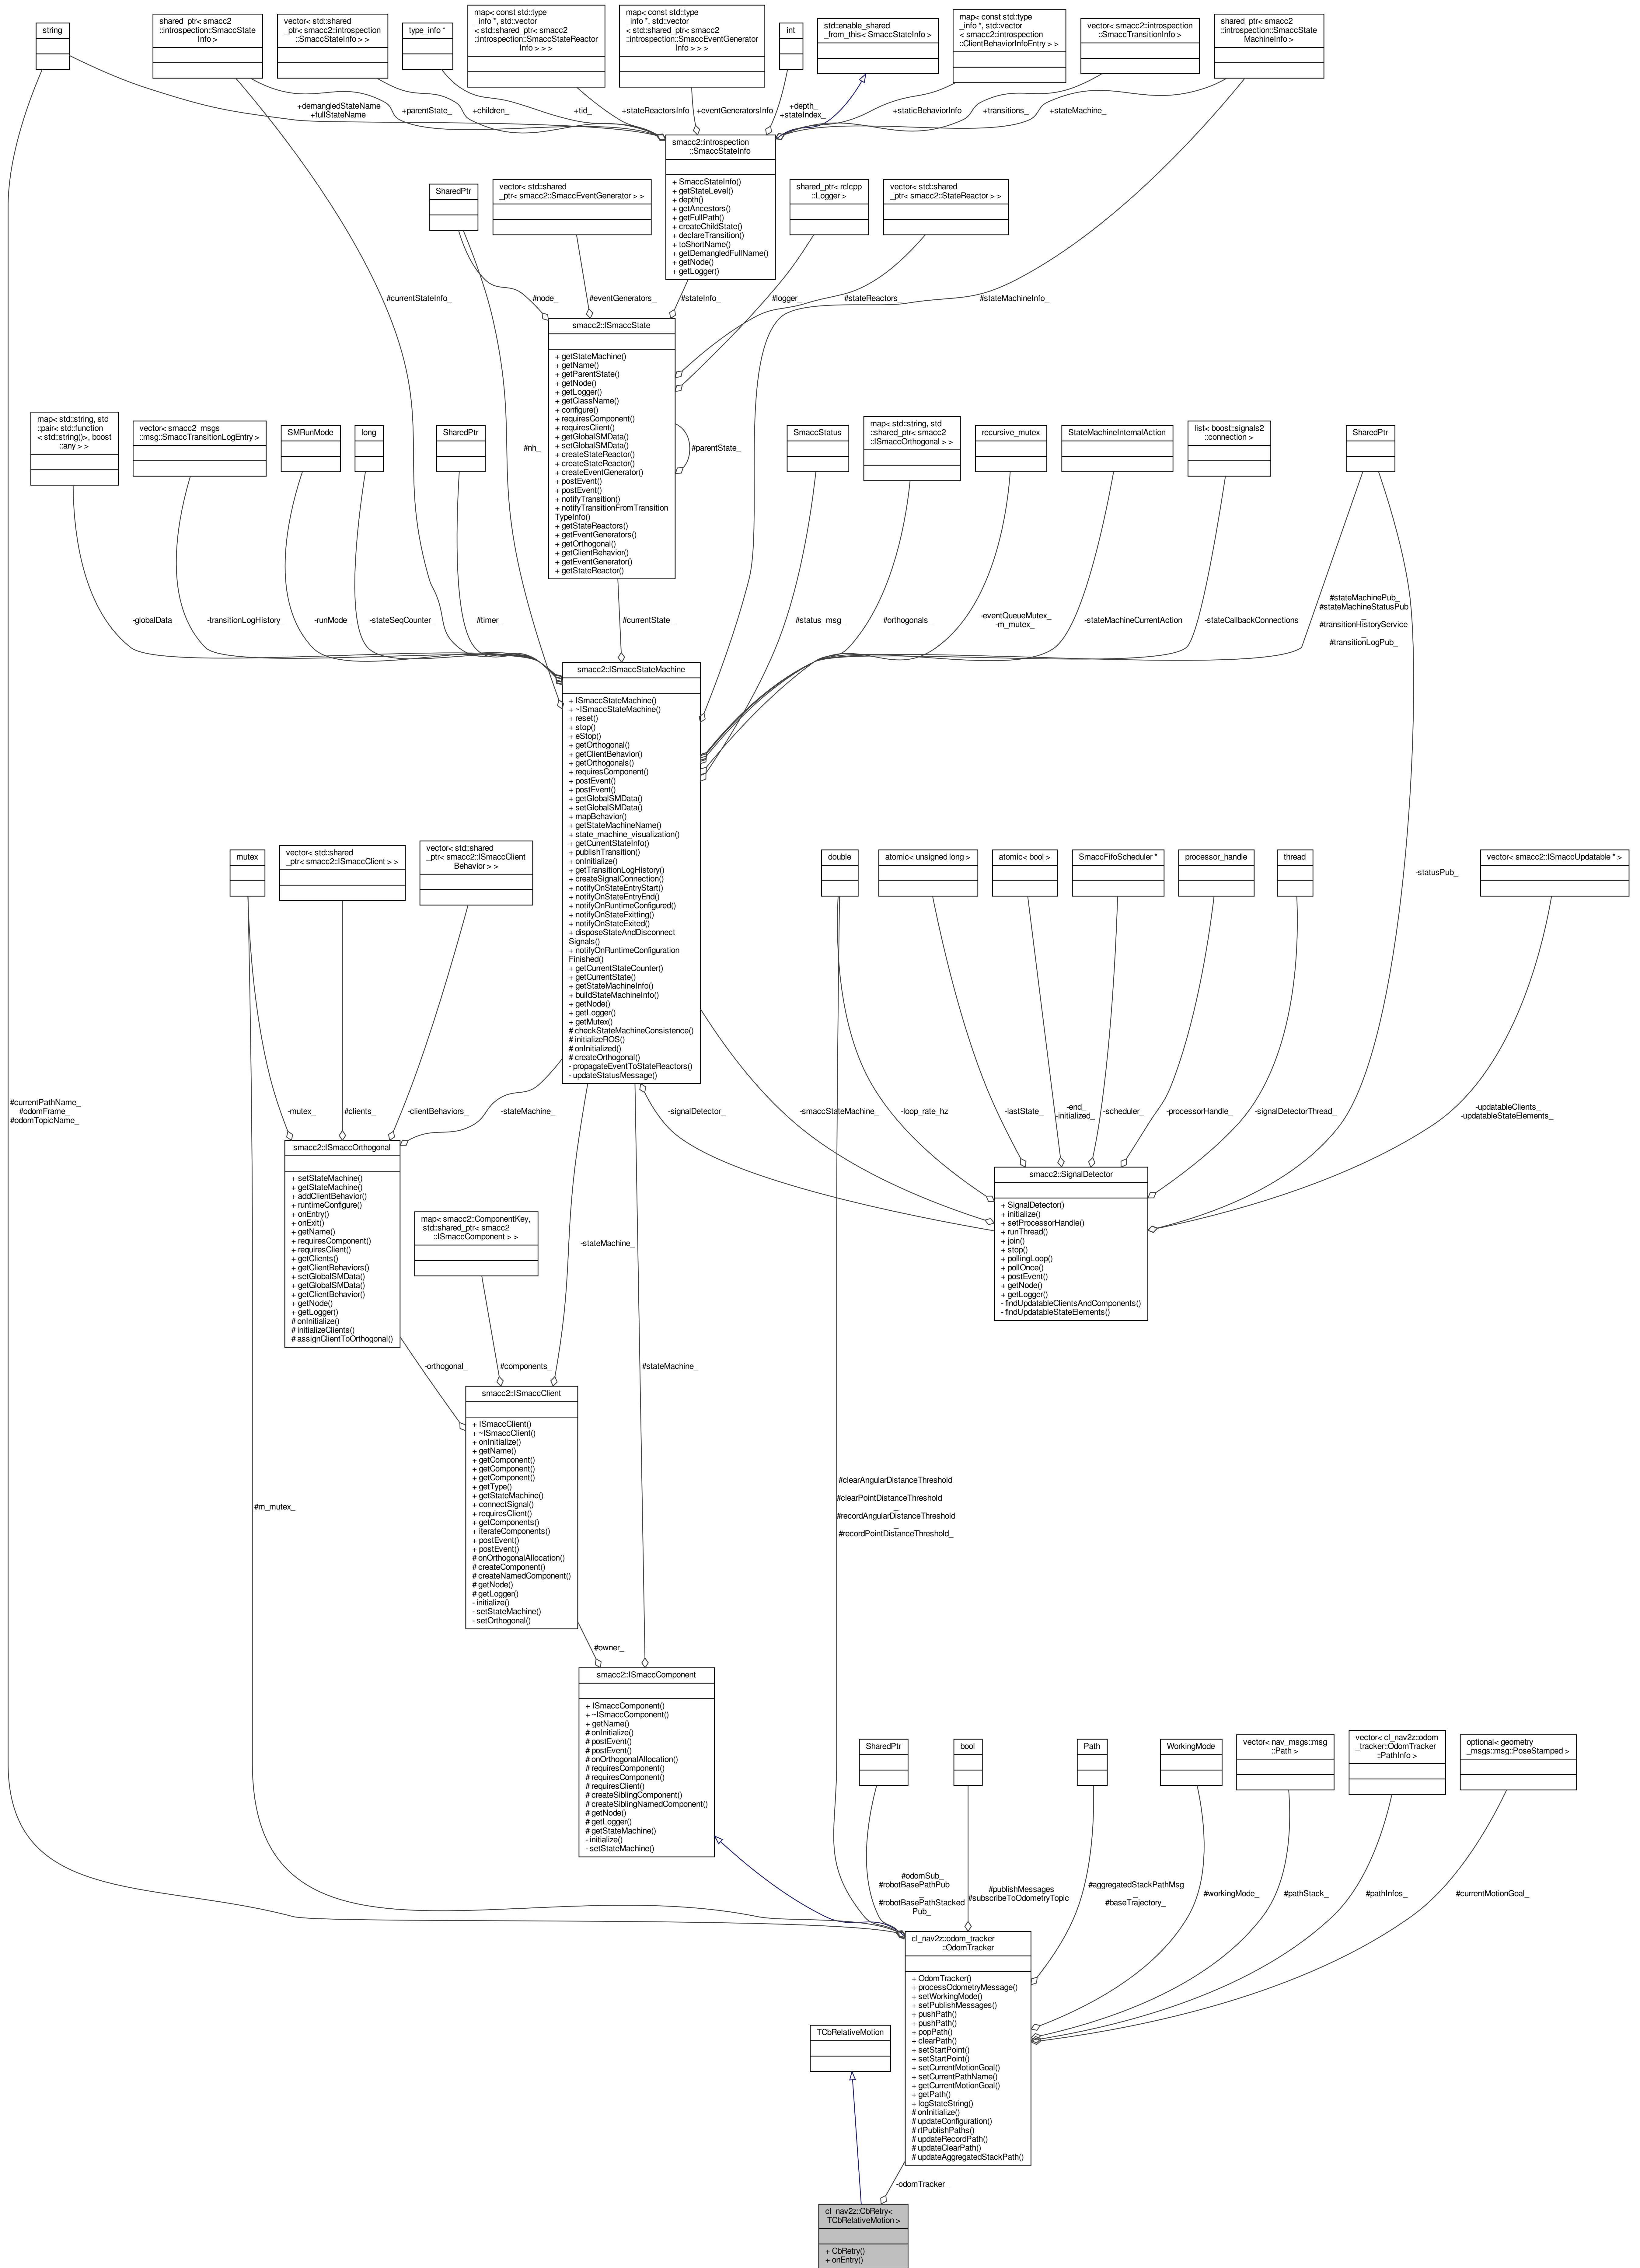 string
shared_ptr< smacc2
::introspection::SmaccState
Info >
vector< std::shared
_ptr< smacc2::introspection
::SmaccStateInfo > >
type_info *
map< const std::type
_info *, std::vector
< std::shared_ptr< smacc2
::introspection::SmaccStateReactor
Info > > >
map< const std::type
_info *, std::vector
< std::shared_ptr< smacc2
::introspection::SmaccEventGenerator
Info > > >
int
std::enable_shared
_from_this< SmaccStateInfo >
map< const std::type
_info *, std::vector
< smacc2::introspection
::ClientBehaviorInfoEntry > >
vector< smacc2::introspection
::SmaccTransitionInfo >
shared_ptr< smacc2
::introspection::SmaccState
MachineInfo >
+demangledStateName
+fullStateName
+parentState_
+children_
+tid_
+stateReactorsInfo
+eventGeneratorsInfo
+depth_
+stateIndex_
+staticBehaviorInfo
+transitions_
+stateMachine_
smacc2::introspection
::SmaccStateInfo
+ SmaccStateInfo()
+ getStateLevel()
+ depth()
+ getAncestors()
+ getFullPath()
+ createChildState()
+ declareTransition()
+ toShortName()
+ getDemangledFullName()
+ getNode()
+ getLogger()
SharedPtr
vector< std::shared
_ptr< smacc2::SmaccEventGenerator > >
shared_ptr< rclcpp
::Logger >
vector< std::shared
_ptr< smacc2::StateReactor > >
#currentStateInfo_
#node_
#eventGenerators_
#stateInfo_
#logger_
#stateReactors_
#stateMachineInfo_
smacc2::ISmaccState
+ getStateMachine()
+ getName()
+ getParentState()
+ getNode()
+ getLogger()
+ getClassName()
+ configure()
+ requiresComponent()
+ requiresClient()
+ getGlobalSMData()
+ setGlobalSMData()
+ createStateReactor()
+ createStateReactor()
+ createEventGenerator()
+ postEvent()
+ postEvent()
+ notifyTransition()
+ notifyTransitionFromTransition
TypeInfo()
+ getStateReactors()
+ getEventGenerators()
+ getOrthogonal()
+ getClientBehavior()
+ getEventGenerator()
+ getStateReactor()
#parentState_
#nh_
map< std::string, std
::pair< std::function
< std::string()>, boost
::any > >
vector< smacc2_msgs
::msg::SmaccTransitionLogEntry >
SMRunMode
long
SharedPtr
SmaccStatus
map< std::string, std
::shared_ptr< smacc2
::ISmaccOrthogonal > >
recursive_mutex
StateMachineInternalAction
list< boost::signals2
::connection >
SharedPtr
-globalData_
-transitionLogHistory_
-runMode_
-stateSeqCounter_
#timer_
#currentState_
#status_msg_
#orthogonals_
-eventQueueMutex_
-m_mutex_
-stateMachineCurrentAction
-stateCallbackConnections
#stateMachinePub_
#stateMachineStatusPub
_
#transitionHistoryService
_
#transitionLogPub_
smacc2::ISmaccStateMachine
+ ISmaccStateMachine()
+ ~ISmaccStateMachine()
+ reset()
+ stop()
+ eStop()
+ getOrthogonal()
+ getClientBehavior()
+ getOrthogonals()
+ requiresComponent()
+ postEvent()
+ postEvent()
+ getGlobalSMData()
+ setGlobalSMData()
+ mapBehavior()
+ getStateMachineName()
+ state_machine_visualization()
+ getCurrentStateInfo()
+ publishTransition()
+ onInitialize()
+ getTransitionLogHistory()
+ createSignalConnection()
+ notifyOnStateEntryStart()
+ notifyOnStateEntryEnd()
+ notifyOnRuntimeConfigured()
+ notifyOnStateExitting()
+ notifyOnStateExited()
+ disposeStateAndDisconnect
Signals()
+ notifyOnRuntimeConfiguration
Finished()
+ getCurrentStateCounter()
+ getCurrentState()
+ getStateMachineInfo()
+ buildStateMachineInfo()
+ getNode()
+ getLogger()
+ getMutex()
# checkStateMachineConsistence()
# initializeROS()
# onInitialized()
# createOrthogonal()
- propagateEventToStateReactors()
- updateStatusMessage()
mutex
vector< std::shared
_ptr< smacc2::ISmaccClient > >
vector< std::shared
_ptr< smacc2::ISmaccClient
Behavior > >
double
atomic< unsigned long >
atomic< bool >
SmaccFifoScheduler *
processor_handle
thread
-statusPub_
vector< smacc2::ISmaccUpdatable * >
#currentPathName_
#odomFrame_
#odomTopicName_
-mutex_
#clients_
-clientBehaviors_
-stateMachine_
-signalDetector_
-smaccStateMachine_
-loop_rate_hz
-lastState_
-end_
-initialized_
-scheduler_
-processorHandle_
-signalDetectorThread_
-updatableClients_
-updatableStateElements_
smacc2::ISmaccOrthogonal
+ setStateMachine()
+ getStateMachine()
+ addClientBehavior()
+ runtimeConfigure()
+ onEntry()
+ onExit()
+ getName()
+ requiresComponent()
+ requiresClient()
+ getClients()
+ getClientBehaviors()
+ setGlobalSMData()
+ getGlobalSMData()
+ getClientBehavior()
+ getNode()
+ getLogger()
# onInitialize()
# initializeClients()
# assignClientToOrthogonal()
smacc2::SignalDetector
+ SignalDetector()
+ initialize()
+ setProcessorHandle()
+ runThread()
+ join()
+ stop()
+ pollingLoop()
+ pollOnce()
+ postEvent()
+ getNode()
+ getLogger()
- findUpdatableClientsAndComponents()
- findUpdatableStateElements()
map< smacc2::ComponentKey,
std::shared_ptr< smacc2
::ISmaccComponent > >
-stateMachine_
-orthogonal_
#components_
#stateMachine_
smacc2::ISmaccClient
+ ISmaccClient()
+ ~ISmaccClient()
+ onInitialize()
+ getName()
+ getComponent()
+ getComponent()
+ getComponent()
+ getType()
+ getStateMachine()
+ connectSignal()
+ requiresClient()
+ getComponents()
+ iterateComponents()
+ postEvent()
+ postEvent()
# onOrthogonalAllocation()
# createComponent()
# createNamedComponent()
# getNode()
# getLogger()
- initialize()
- setStateMachine()
- setOrthogonal()
#m_mutex_
#clearAngularDistanceThreshold
_
#clearPointDistanceThreshold
_
#recordAngularDistanceThreshold
_
#recordPointDistanceThreshold_
#owner_
smacc2::ISmaccComponent
+ ISmaccComponent()
+ ~ISmaccComponent()
+ getName()
# onInitialize()
# postEvent()
# postEvent()
# onOrthogonalAllocation()
# requiresComponent()
# requiresComponent()
# requiresClient()
# createSiblingComponent()
# createSiblingNamedComponent()
# getNode()
# getLogger()
# getStateMachine()
- initialize()
- setStateMachine()
SharedPtr
bool
Path
WorkingMode
vector< nav_msgs::msg
::Path >
vector< cl_nav2z::odom
_tracker::OdomTracker
::PathInfo >
optional< geometry
_msgs::msg::PoseStamped >
#odomSub_
#robotBasePathPub
_
#robotBasePathStacked
Pub_
#publishMessages
#subscribeToOdometryTopic_
#aggregatedStackPathMsg
_
#baseTrajectory_
#workingMode_
#pathStack_
#pathInfos_
#currentMotionGoal_
cl_nav2z::odom_tracker
::OdomTracker
+ OdomTracker()
+ processOdometryMessage()
+ setWorkingMode()
+ setPublishMessages()
+ pushPath()
+ pushPath()
+ popPath()
+ clearPath()
+ setStartPoint()
+ setStartPoint()
+ setCurrentMotionGoal()
+ setCurrentPathName()
+ getCurrentMotionGoal()
+ getPath()
+ logStateString()
# onInitialize()
# updateConfiguration()
# rtPublishPaths()
# updateRecordPath()
# updateClearPath()
# updateAggregatedStackPath()
TCbRelativeMotion
-odomTracker_
cl_nav2z::CbRetry<
TCbRelativeMotion >
+ CbRetry()
+ onEntry()